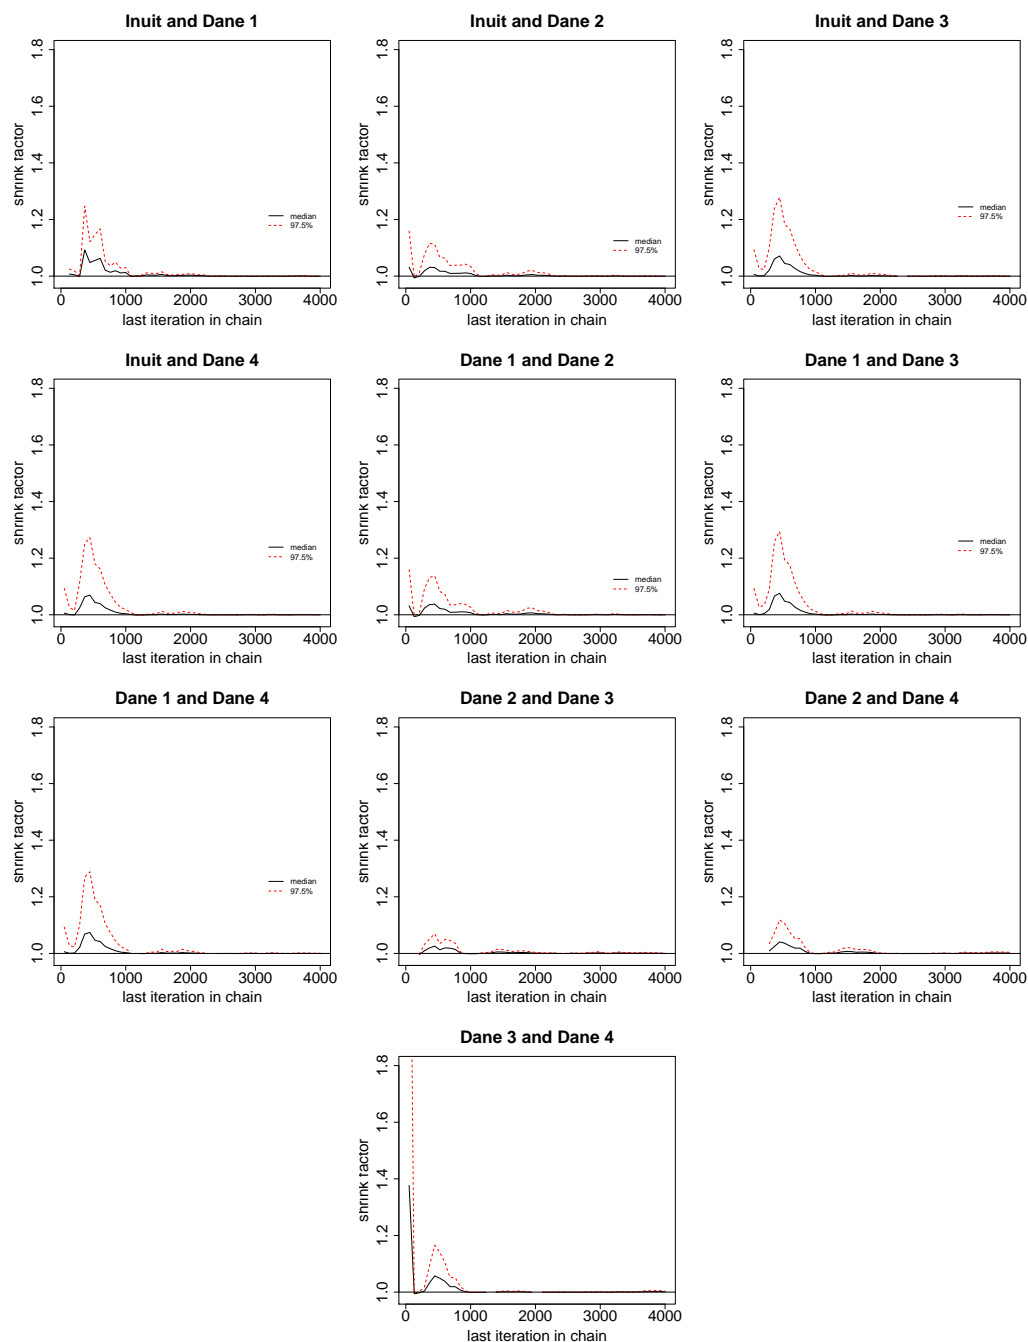 Inuit and Dane 1
Inuit and Dane 2
Inuit and Dane 3
shrink factor
1.0 1.2 1.4 1.6 1.8
median
97.5%
0 1000 2000 3000 4000
last iteration in chain
shrink factor
1.0 1.2 1.4 1.6 1.8
median
97.5%
0 1000 2000 3000 4000
last iteration in chain
shrink factor
1.0 1.2 1.4 1.6 1.8
median
97.5%
0 1000 2000 3000 4000
last iteration in chain
Inuit and Dane 4
Dane 1 and Dane 2
Dane 1 and Dane 3
shrink factor
1.0 1.2 1.4 1.6 1.8
median
97.5%
0 1000 2000 3000 4000
last iteration in chain
shrink factor
1.0 1.2 1.4 1.6 1.8
median
97.5%
0 1000 2000 3000 4000
last iteration in chain
shrink factor
1.0 1.2 1.4 1.6 1.8
median
97.5%
0 1000 2000 3000 4000
last iteration in chain
Dane 1 and Dane 4
Dane 2 and Dane 3
Dane 2 and Dane 4
shrink factor
1.0 1.2 1.4 1.6 1.8
median
97.5%
0 1000 2000 3000 4000
last iteration in chain
shrink factor
1.0 1.2 1.4 1.6 1.8
0 1000 2000 3000 4000
last iteration in chain
shrink factor
1.0 1.2 1.4 1.6 1.8
0 1000 2000 3000 4000
last iteration in chain
Dane 3 and Dane 4
shrink factor
1.0 1.2 1.4 1.6 1.8
0 1000 2000 3000 4000
last iteration in chain